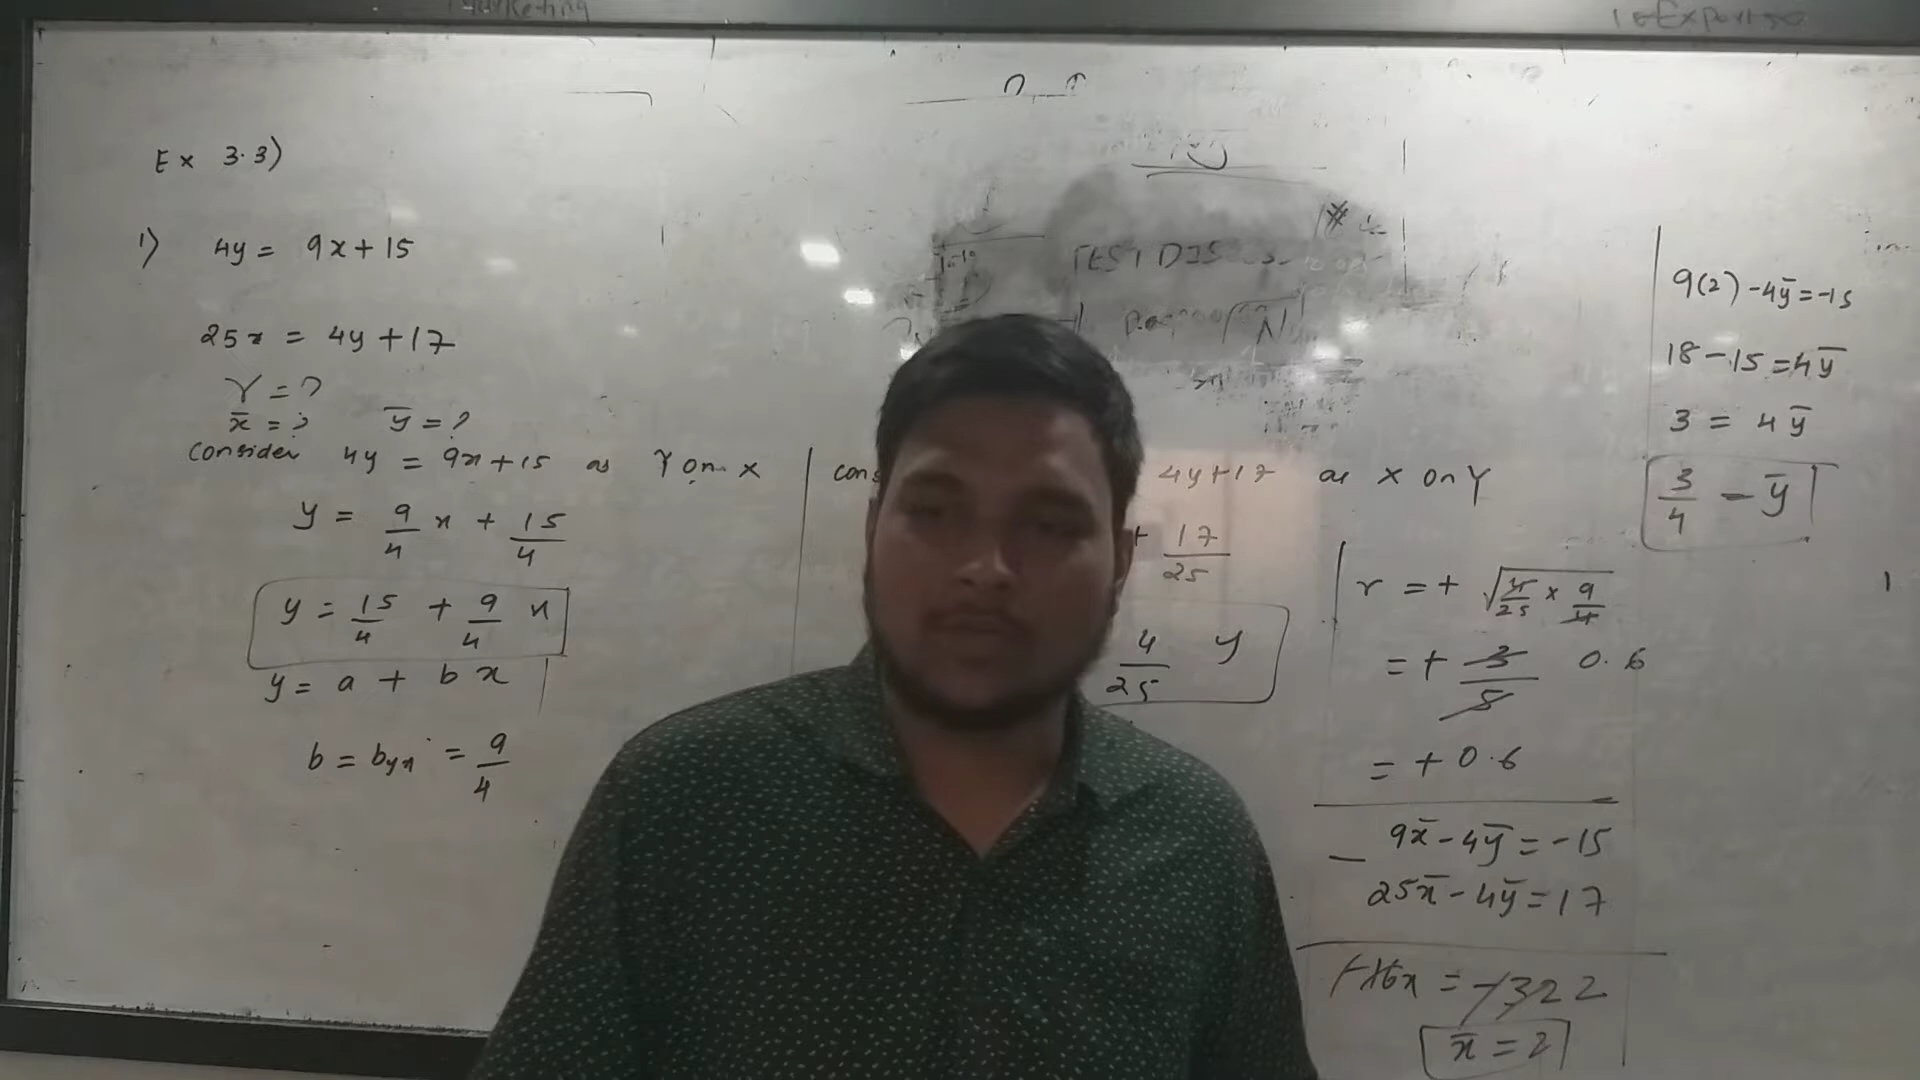 Marketing
Ex 3.3)
1) 4y = 9x + 15
25x = 4y + 17
r = ?
x̄ = ? ȳ = ?
consider 4y = 9x + 15 as Y on X
y = 9/4 x + 15/4
y = 15/4 + 9/4 x
y = a + b x
b = byx = 9/4
4y + 17 as X on Y
+ 17/25
4/25 y
r = + √4/25 × 9/4
= + 3/5 0.6
= + 0.6
9x̄ - 4ȳ = -15
- 25x̄ - 4ȳ = 17
x̄ = 2
9(2) - 4ȳ = -15
18 - 15 = 4ȳ
3 = 4ȳ
3/4 - ȳ
TEST